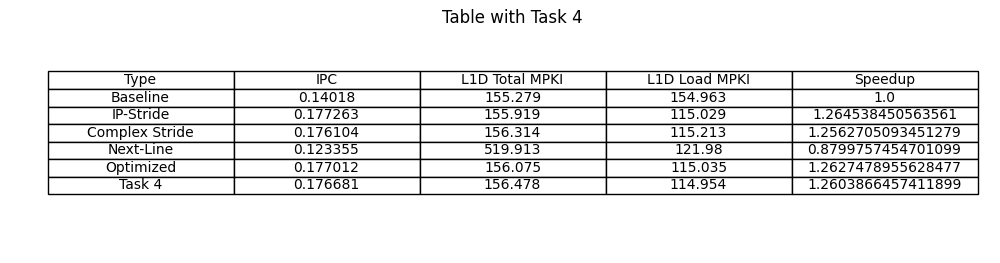 Table with Task 4
Type IPC L1D Total MPKI L1D Load MPKI Speedup
Baseline 0.14018 155.279 154.963 1.0
IP-Stride 0.177263 155.919 115.029 1.264538450563561
Complex Stride 0.176104 156.314 115.213 1.2562705093451279
Next-Line 0.123355 519.913 121.98 0.8799757454701099
Optimized 0.177012 156.075 115.035 1.2627478955628477
Task 4 0.176681 156.478 114.954 1.2603866457411899